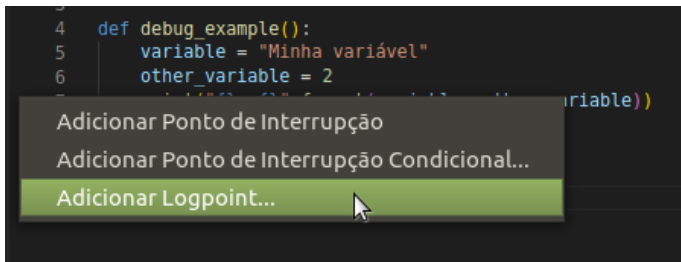 4 def debug_example():
5 variable = "Minha variável"
6 other_variable = 2
riable))
Adicionar Ponto de Interrupção
Adicionar Ponto de Interrupção Condicional...
Adicionar Logpoint...